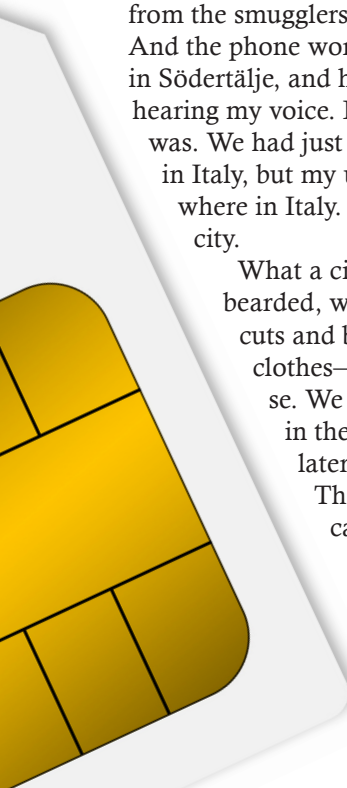 from the smugglers
And the phone wor
in Södertälje, and h
hearing my voice. I
was. We had just
in Italy, but my u
where in Italy.
city.
What a ci
bearded, w
cuts and b
clothes—
se. We
in the
later
Th
ca